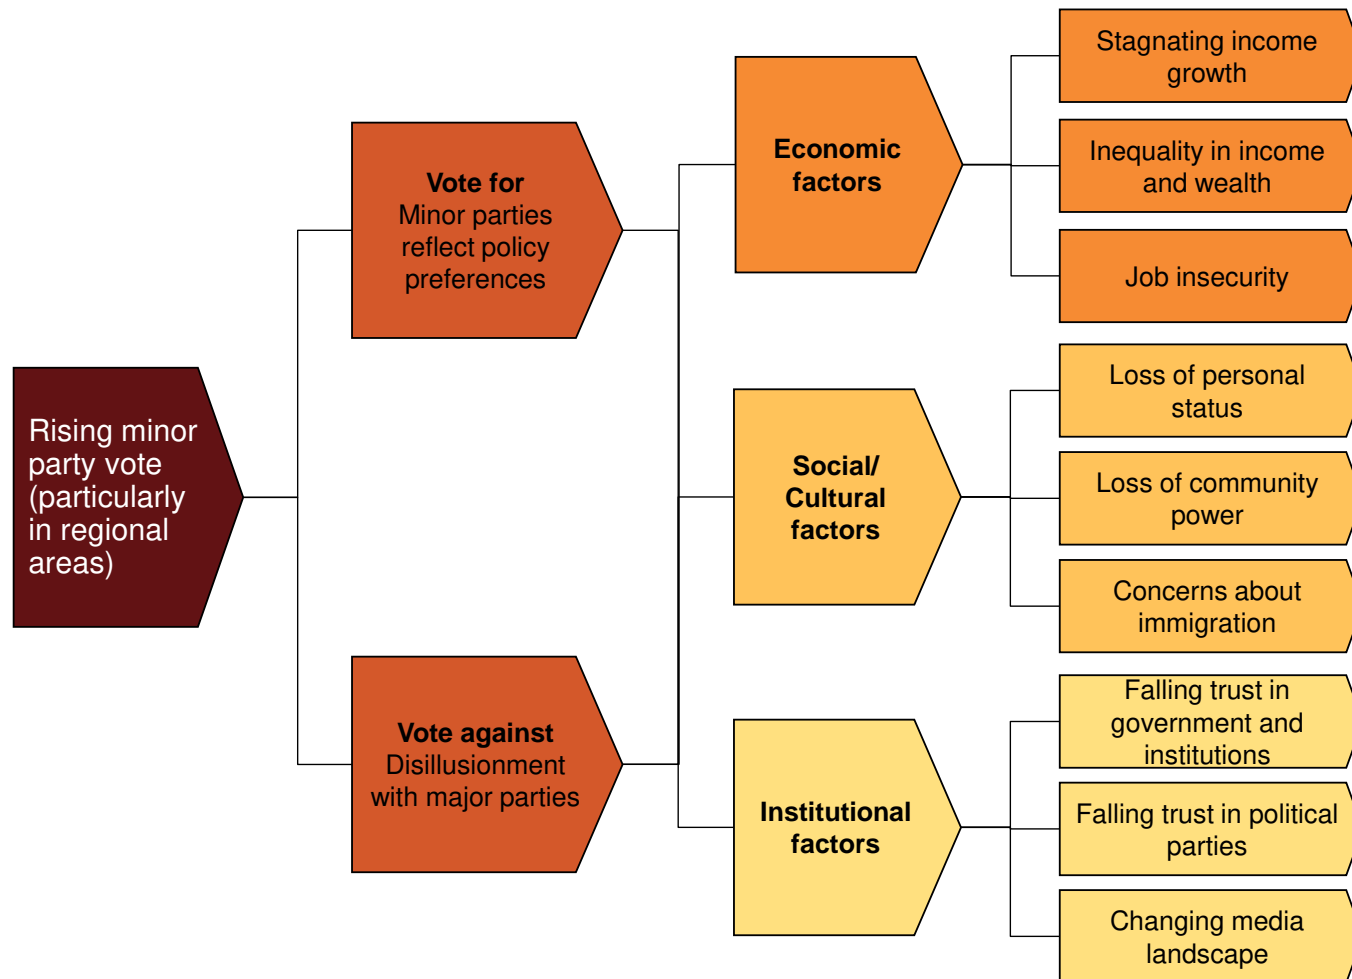 Rising minor
party vote
(particularly
in regional
areas)
Vote for
Minor parties
reflect policy
preferences
Vote against
Disillusionment
with major parties
Economic
factors
Social/
Cultural
factors
Institutional
factors
Stagnating income
growth
Inequality in income
and wealth
Job insecurity
Loss of personal
status
Loss of community
power
Concerns about
immigration
Falling trust in
government and
institutions
Falling trust in political
parties
Changing media
landscape